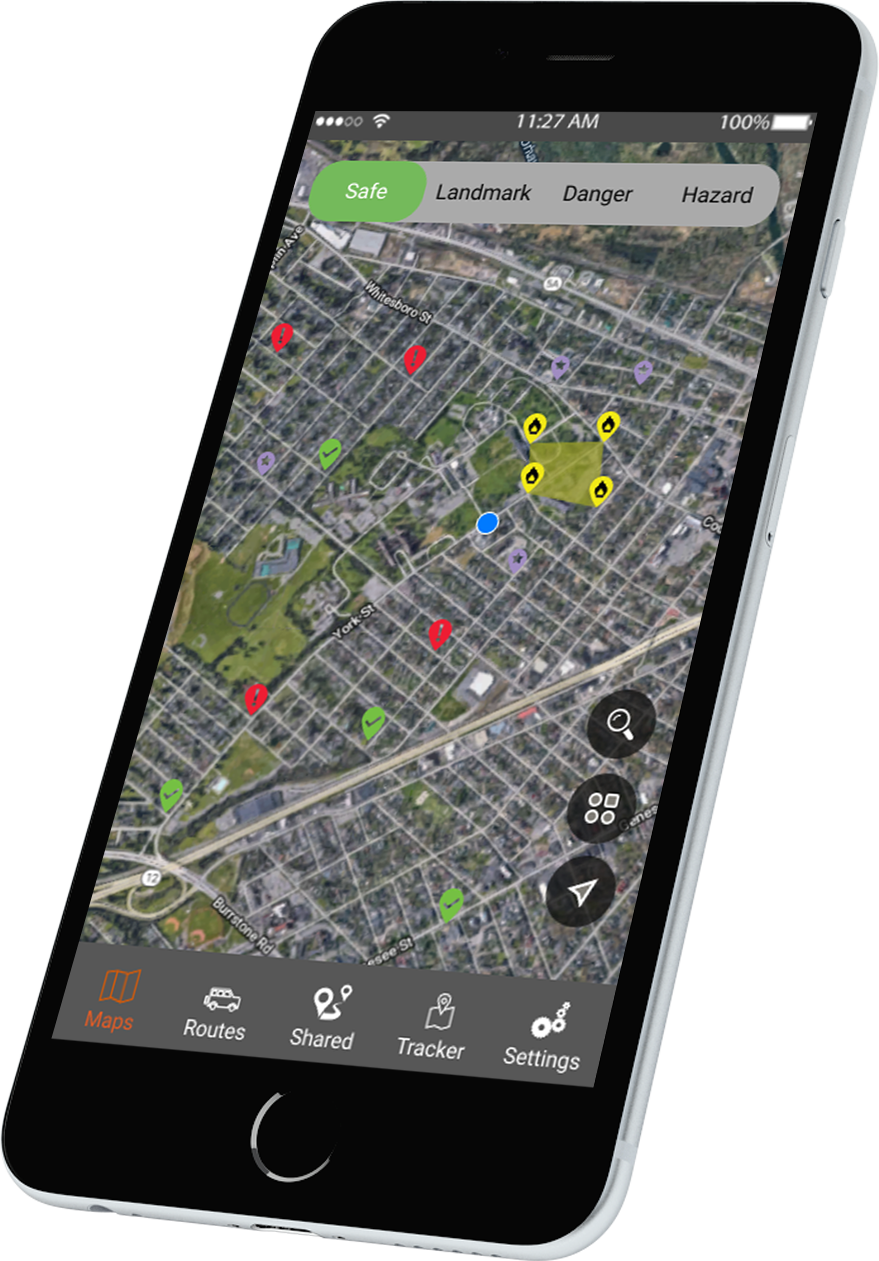 11:27 AM 100%
Safe Landmark Danger Hazard
Whitesboro St
5A
York St
12
Burrstone Rd
Maps Routes Shared Tracker Settings